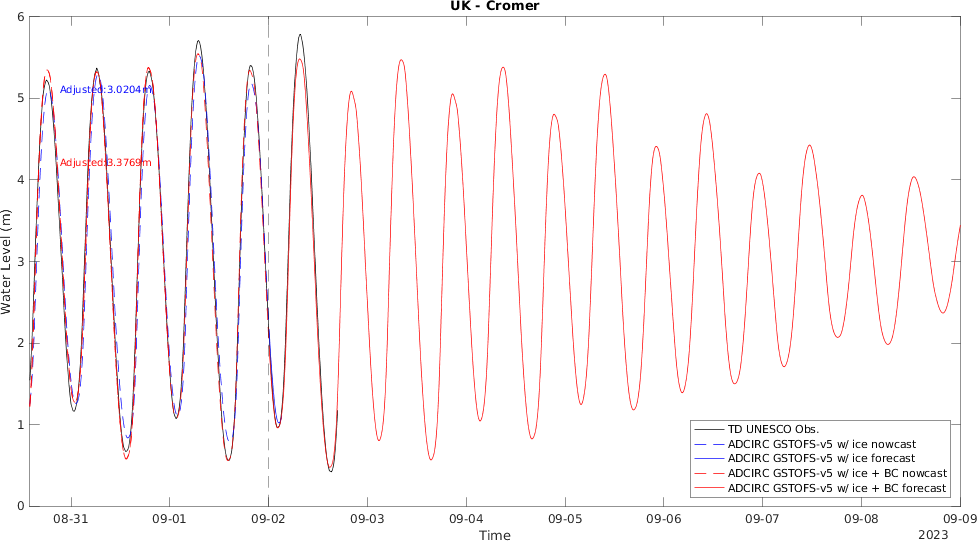 UK - Cromer
6
5
4
3
2
1
0
Water Level (m)
Adjusted:3.0204m
Adjusted:3.3769m
TD UNESCO Obs.
ADCIRC GSTOFS-v5 w/ ice nowcast
ADCIRC GSTOFS-v5 w/ ice forecast
ADCIRC GSTOFS-v5 w/ ice + BC nowcast
ADCIRC GSTOFS-v5 w/ ice + BC forecast
08-31 09-01 09-02 09-03 09-04 09-05 09-06 09-07 09-08 09-09
Time
2023